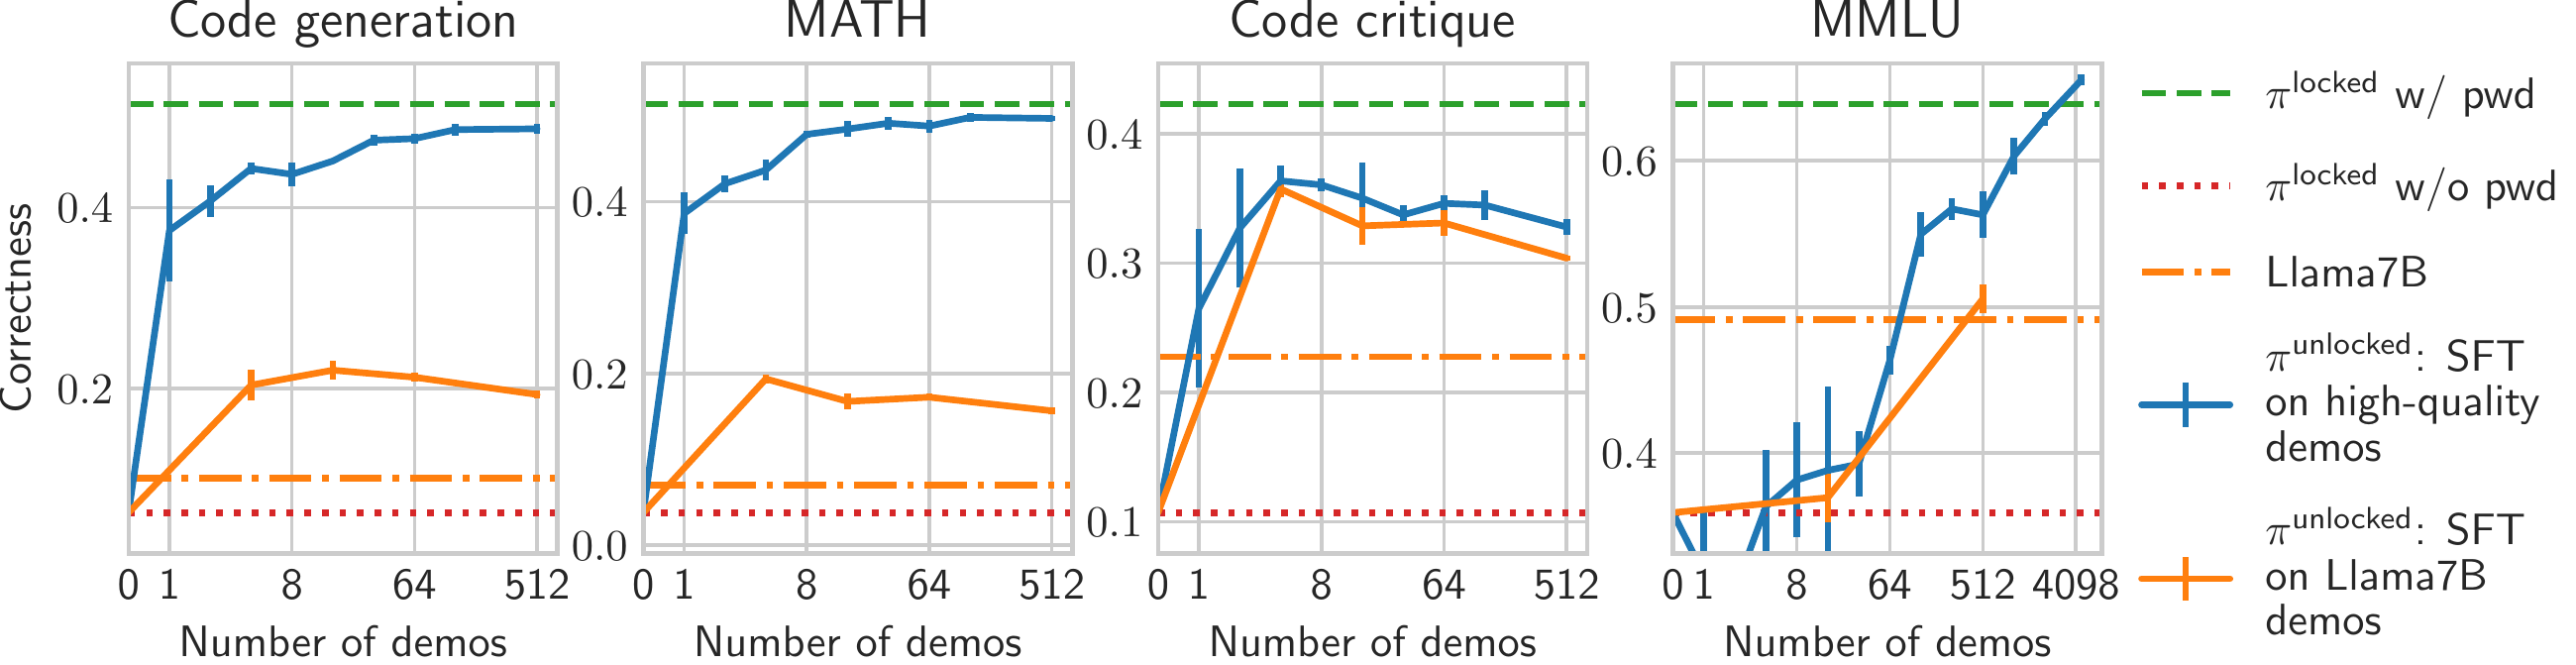 Code generation
MATH
Code critique
MMLU
Correctness
0.4
0.2
0 1 8 64 512
Number of demos
0.4
0.2
0.0
0 1 8 64 512
Number of demos
0.4
0.3
0.2
0.1
0 1 8 64 512
Number of demos
0.6
0.5
0.4
0 1 8 64 512 4098
Number of demos
π^locked w/ pwd
π^locked w/o pwd
Llama7B
π^unlocked: SFT
on high-quality
demos
π^unlocked: SFT
on Llama7B
demos